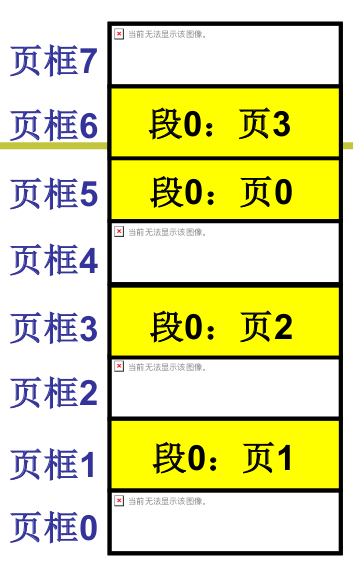 页框7
当前无法显示该图像。
页框6
段0：页3
页框5
段0：页0
页框4
当前无法显示该图像。
页框3
段0：页2
页框2
当前无法显示该图像。
页框1
段0：页1
页框0
当前无法显示该图像。